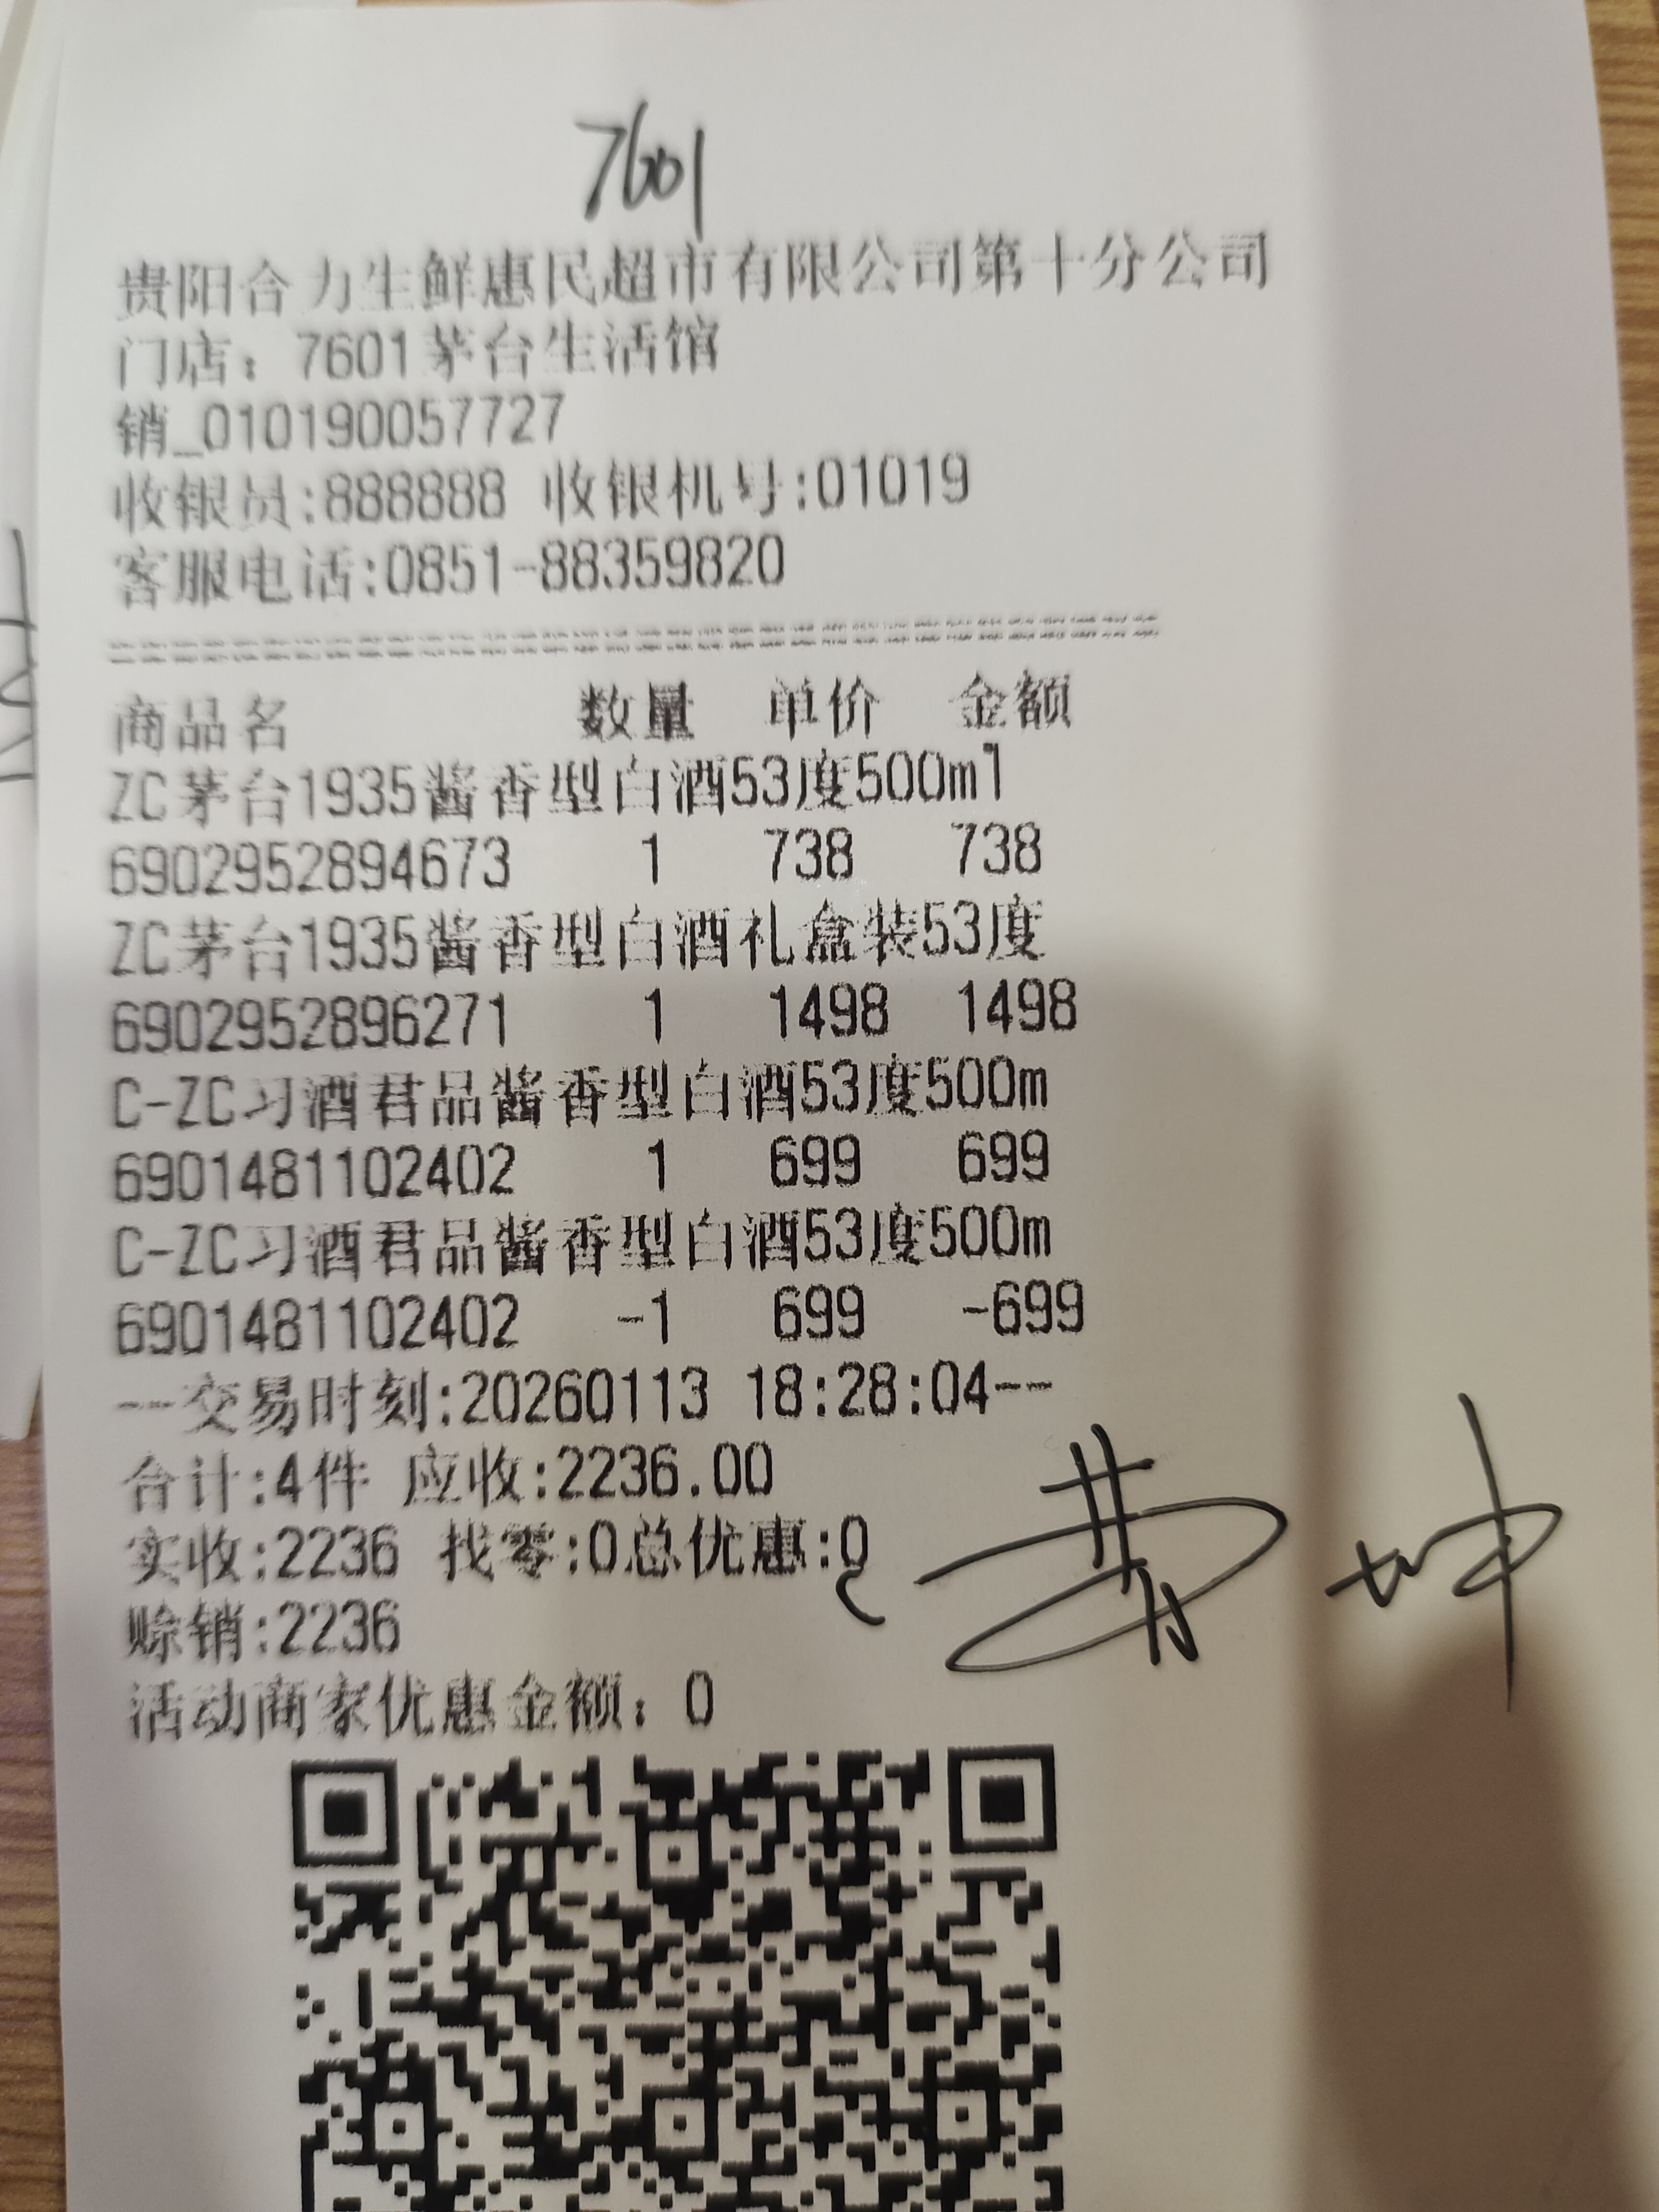 7601
贵阳合力生鲜惠民超市有限公司第十分公司
门店：7601茅台生活馆
销_010190057727
收银员:888888 收银机号:01019
客服电话:0851-88359820
商品名 数量 单价 金额
ZC茅台1935酱香型白酒53度500ml
6902952894673 1 738 738
ZC茅台1935酱香型白酒礼盒装53度
6902952896271 1 1498 1498
C-ZC习酒君品酱香型白酒53度500m
6901481102402 1 699 699
C-ZC习酒君品酱香型白酒53度500m
6901481102402 -1 699 -699
--交易时刻:20260113 18:28:04--
合计:4件 应收:2236.00
实收:2236 找零:0总优惠:0
赊销:2236
活动商家优惠金额：0